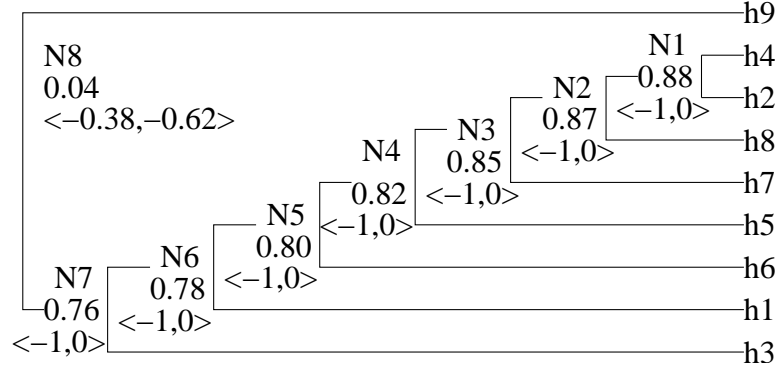 h9
N8
0.04
<−0.38,−0.62>
N1
0.88
<−1,0>
h4
h2
N2
0.87
<−1,0>
h8
N3
0.85
<−1,0>
h7
N4
0.82
<−1,0>
h5
N5
0.80
<−1,0>
h6
N6
0.78
<−1,0>
h1
N7
0.76
<−1,0>
h3